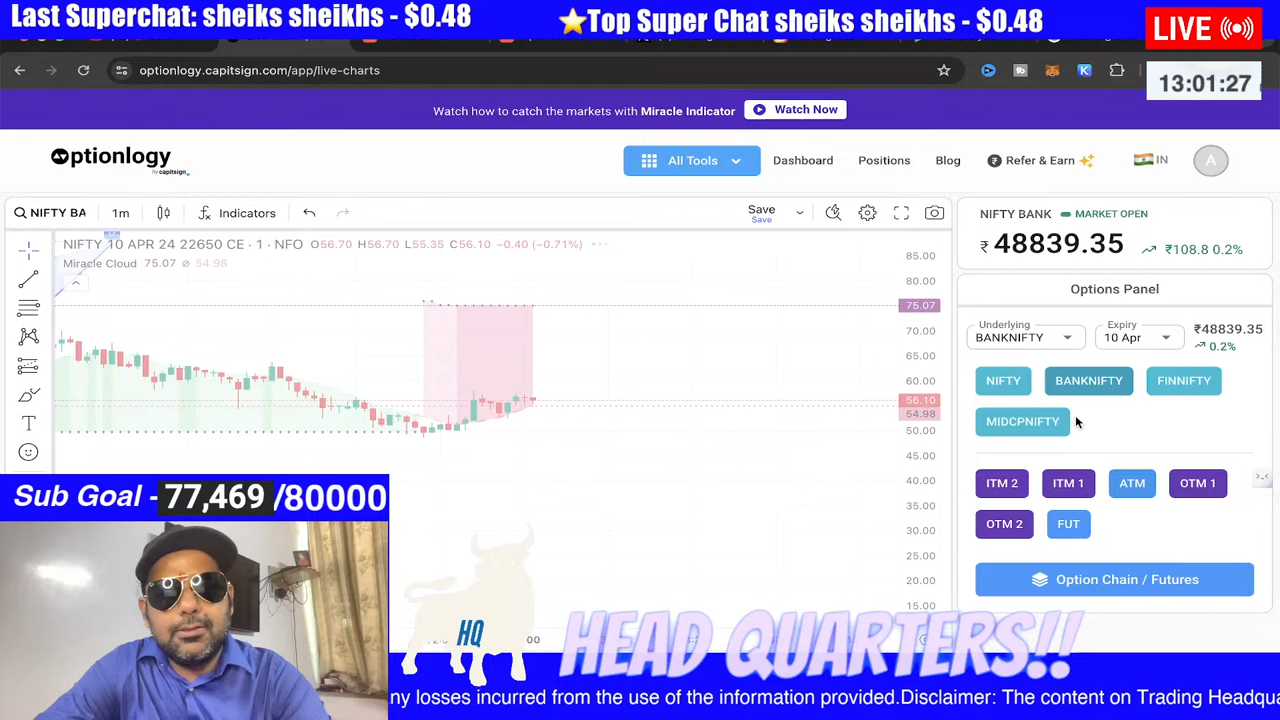 Last Superchat: sheiks sheikhs - $0.48
⭐Top Super Chat sheiks sheikhs - $0.48
LIVE
optionlogy.capitsign.com/app/live-charts
13:01:27
Watch how to catch the markets with Miracle Indicator
Watch Now
optionlogy
by capitsign
All Tools
Dashboard
Positions
Blog
Refer & Earn
IN
A
NIFTY BA
1m
Indicators
Save
Save
NIFTY BANK
MARKET OPEN
₹ 48839.35
₹108.8 0.2%
NIFTY 10 APR 24 22650 CE · 1 · NFO O56.70 H56.70 L55.35 C56.10 -0.40 (-0.71%)
Miracle Cloud 75.07 ∅ 54.98
85.00
80.00
75.07
70.00
65.00
60.00
56.10
54.98
50.00
45.00
40.00
35.00
30.00
25.00
20.00
15.00
Options Panel
Underlying
BANKNIFTY
Expiry
10 Apr
₹48839.35
0.2%
NIFTY
BANKNIFTY
FINNIFTY
MIDCPNIFTY
ITM 2
ITM 1
ATM
OTM 1
OTM 2
FUT
Option Chain / Futures
Sub Goal - 77,469 /80000
HQ
HEAD QUARTERS!!
ny losses incurred from the use of the information provided.Disclaimer: The content on Trading Headqua